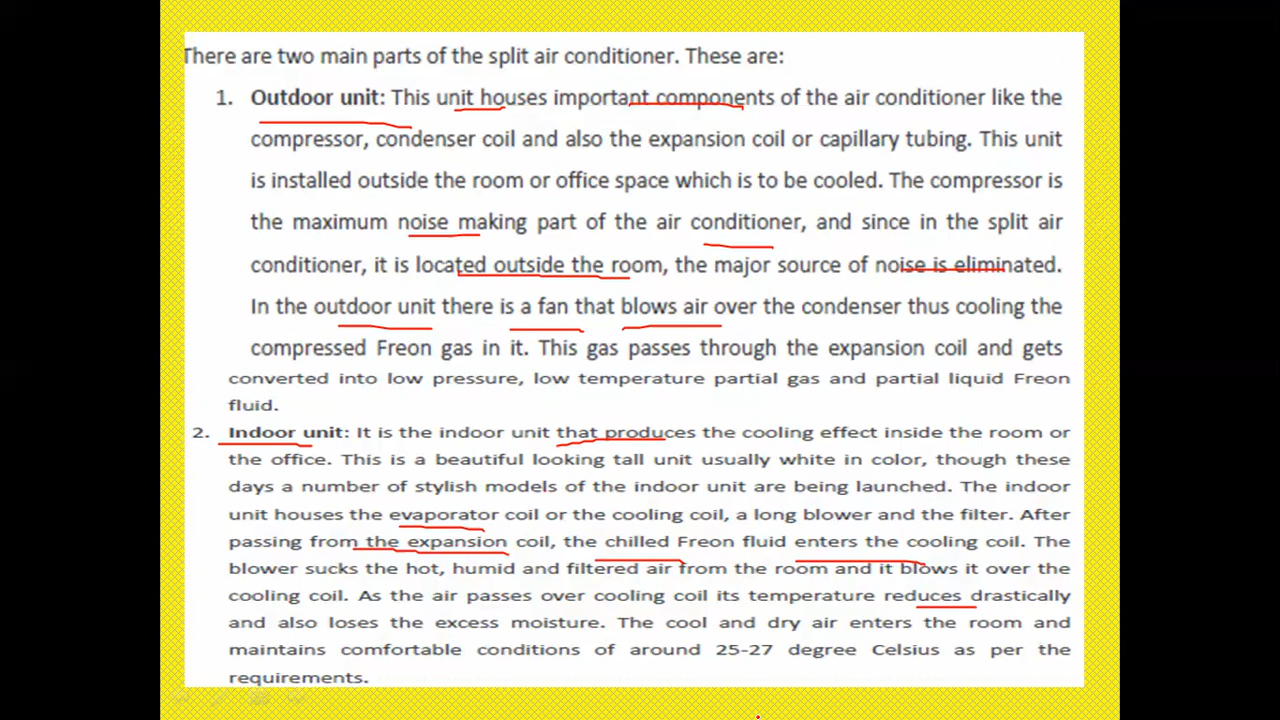 There are two main parts of the split air conditioner. These are:
1. Outdoor unit: This unit houses important components of the air conditioner like the
compressor, condenser coil and also the expansion coil or capillary tubing. This unit
is installed outside the room or office space which is to be cooled. The compressor is
the maximum noise making part of the air conditioner, and since in the split air
conditioner, it is located outside the room, the major source of noise is eliminated.
In the outdoor unit there is a fan that blows air over the condenser thus cooling the
compressed Freon gas in it. This gas passes through the expansion coil and gets
converted into low pressure, low temperature partial gas and partial liquid Freon
fluid.
2. Indoor unit: It is the indoor unit that produces the cooling effect inside the room or
the office. This is a beautiful looking tall unit usually white in color, though these
days a number of stylish models of the indoor unit are being launched. The indoor
unit houses the evaporator coil or the cooling coil, a long blower and the filter. After
passing from the expansion coil, the chilled Freon fluid enters the cooling coil. The
blower sucks the hot, humid and filtered air from the room and it blows it over the
cooling coil. As the air passes over cooling coil its temperature reduces drastically
and also loses the excess moisture. The cool and dry air enters the room and
maintains comfortable conditions of around 25-27 degree Celsius as per the
requirements.